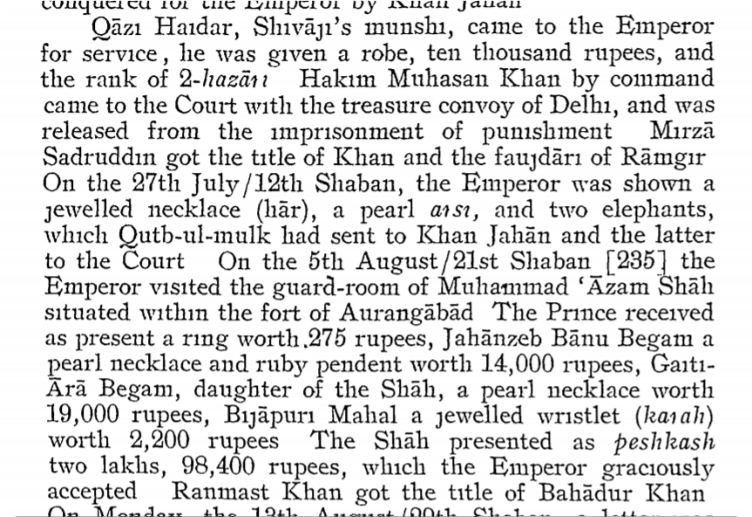 conquered for the Emperor by Khan Jahān
Qāzi Haidar, Shivāji's munshi, came to the Emperor
for service, he was given a robe, ten thousand rupees, and
the rank of 2-hazāri Hakim Muhasan Khan by command
came to the Court with the treasure convoy of Delhi, and was
released from the imprisonment of punishment Mirzā
Sadruddin got the title of Khan and the faujdāri of Rāmgir
On the 27th July/12th Shaban, the Emperor was shown a
jewelled necklace (hār), a pearl arsi, and two elephants,
which Qutb-ul-mulk had sent to Khan Jahān and the latter
to the Court On the 5th August/21st Shaban [235] the
Emperor visited the guard-room of Muhammad 'Āzam Shāh
situated within the fort of Aurangābād The Prince received
as present a ring worth 275 rupees, Jahānzeb Bānu Begam a
pearl necklace and ruby pendent worth 14,000 rupees, Gaiti-
Ārā Begam, daughter of the Shāh, a pearl necklace worth
19,000 rupees, Bijāpuri Mahal a jewelled wristlet (karah)
worth 2,200 rupees The Shāh presented as peshkash
two lakhs, 98,400 rupees, which the Emperor graciously
accepted Ranmast Khan got the title of Bahādur Khan
On Monday, the 12th August